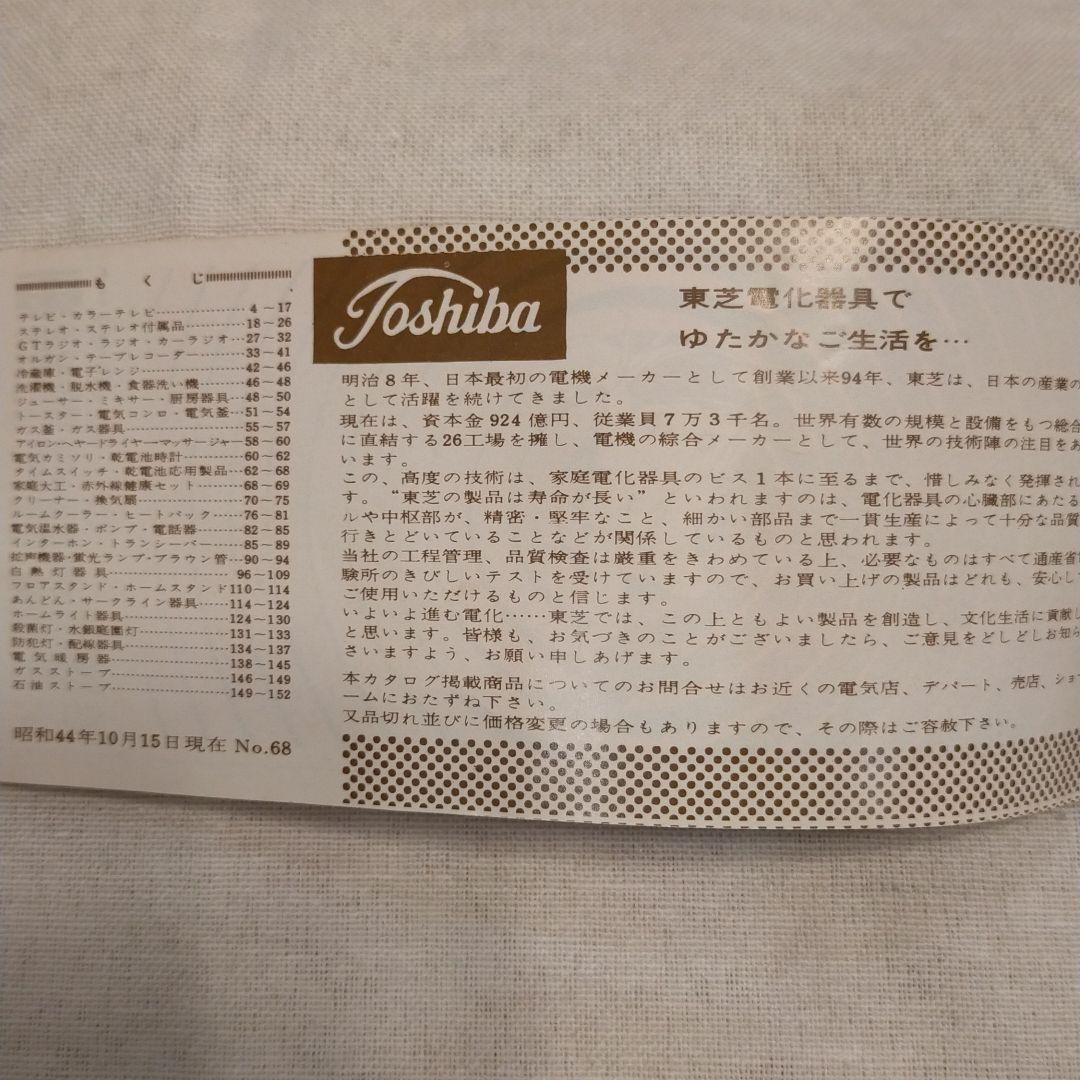 もくじ
テレビ・カラーテレビ……………4～17
ステレオ・ステレオ付属品………18～26
GTラジオ・ラジオ・カーラジオ…27～32
オルガン・テープレコーダー………33～41
冷蔵庫・電子レンジ………………42～46
洗濯機・脱水機・食器洗い機………46～48
ジューサー・ミキサー・厨房器具…48～50
トースター・電気コンロ・電気釜…51～54
ガス釜・ガス器具…………………55～57
アイロン・ヘヤードライヤー・マッサージャー…58～60
電気カミソリ・乾電池時計…………60～62
タイムスイッチ・乾電池応用製品…62～68
家庭大工・赤外線健康セット………68～69
クリーナー・換気扇………………70～75
ルームクーラー・ヒートパック……76～81
電気温水器・ポンプ・電話器………82～85
インターホン・トランシーバー……85～89
拡声機器・蛍光ランプ・ブラウン管…90～94
白熱灯器具…………………………96～109
フロアスタンド・ホームスタンド110～114
あんどん・サークライン器具……114～124
ホームライト器具…………………124～130
殺菌灯・水銀庭園灯………………131～133
防犯灯・配線器具…………………134～137
電気暖房器…………………………138～145
ガスストーブ………………………146～149
石油ストーブ………………………149～152
昭和44年10月15日現在 No.68
Toshiba
東芝電化器具で
ゆたかなご生活を…
明治8年、日本最初の電機メーカーとして創業以来94年、東芝は、日本の産業の
として活躍を続けてきました。
現在は、資本金924億円、従業員7万3千名。世界有数の規模と設備をもつ総合
に直結する26工場を擁し、電機の綜合メーカーとして、世界の技術陣の注目をあ
います。
この、高度の技術は、家庭電化器具のビス1本に至るまで、惜しみなく発揮され
す。“東芝の製品は寿命が長い”といわれますのは、電化器具の心臓部にあたる
ルや中枢部が、精密・堅牢なこと、細かい部品まで一貫生産によって十分な品質
行きとどいていることなどが関係しているものと思われます。
当社の工程管理、品質検査は厳重をきわめている上、必要なものはすべて通産省
験所のきびしいテストを受けていますので、お買い上げの製品はどれも、安心し
ご使用いただけるものと信じます。
いよいよ進む電化……東芝では、この上ともよい製品を創造し、文化生活に貢献
と思います。皆様も、お気づきのことがございましたら、ご意見をどしどしお知ら
さいますよう、お願い申しあげます。
本カタログ掲載商品についてのお問合せはお近くの電気店、デパート、売店、ショ
ームにおたずね下さい。
又品切れ並びに価格変更の場合もありますので、その際はご容赦下さい。